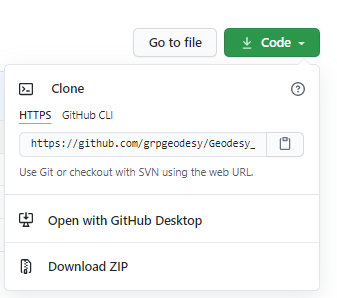 Go to file
Code
Clone
HTTPS GitHub CLI
https://github.com/grpgeodesy/Geodesy_
Use Git or checkout with SVN using the web URL.
Open with GitHub Desktop
Download ZIP